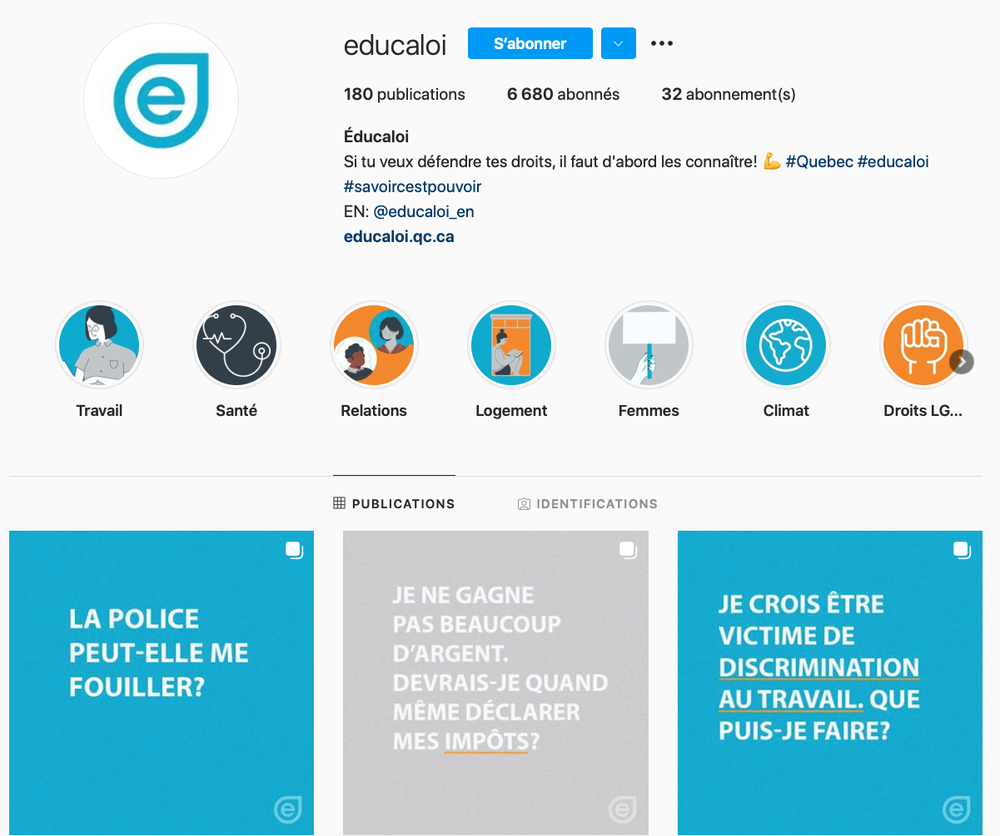 educaloi S'abonner
180 publications 6 680 abonnés 32 abonnement(s)
Éducaloi
Si tu veux défendre tes droits, il faut d'abord les connaître! 💪 #Quebec #educaloi
#savoircestpouvoir
EN: @educaloi_en
educaloi.qc.ca
Travail Santé Relations Logement Femmes Climat Droits LG...
PUBLICATIONS IDENTIFICATIONS
LA POLICE
PEUT-ELLE ME
FOUILLER?
JE NE GAGNE
PAS BEAUCOUP
D'ARGENT.
DEVRAIS-JE QUAND
MÊME DÉCLARER
MES IMPÔTS?
JE CROIS ÊTRE
VICTIME DE
DISCRIMINATION
AU TRAVAIL. QUE
PUIS-JE FAIRE?